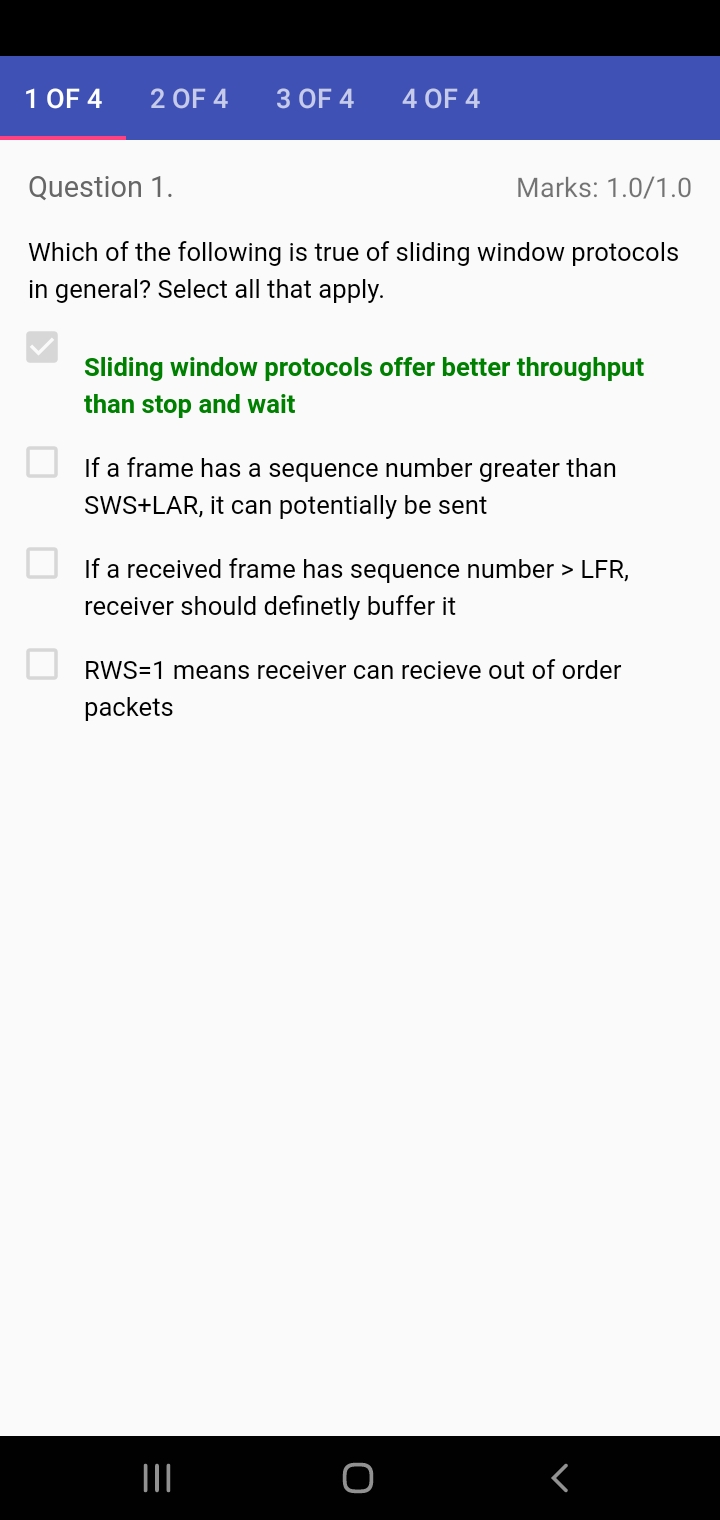 1 OF 4 2 OF 4 3 OF 4 4 OF 4
Question 1. Marks: 1.0/1.0
Which of the following is true of sliding window protocols
in general? Select all that apply.
Sliding window protocols offer better throughput
than stop and wait
If a frame has a sequence number greater than
SWS+LAR, it can potentially be sent
If a received frame has sequence number > LFR,
receiver should definetly buffer it
RWS=1 means receiver can recieve out of order
packets